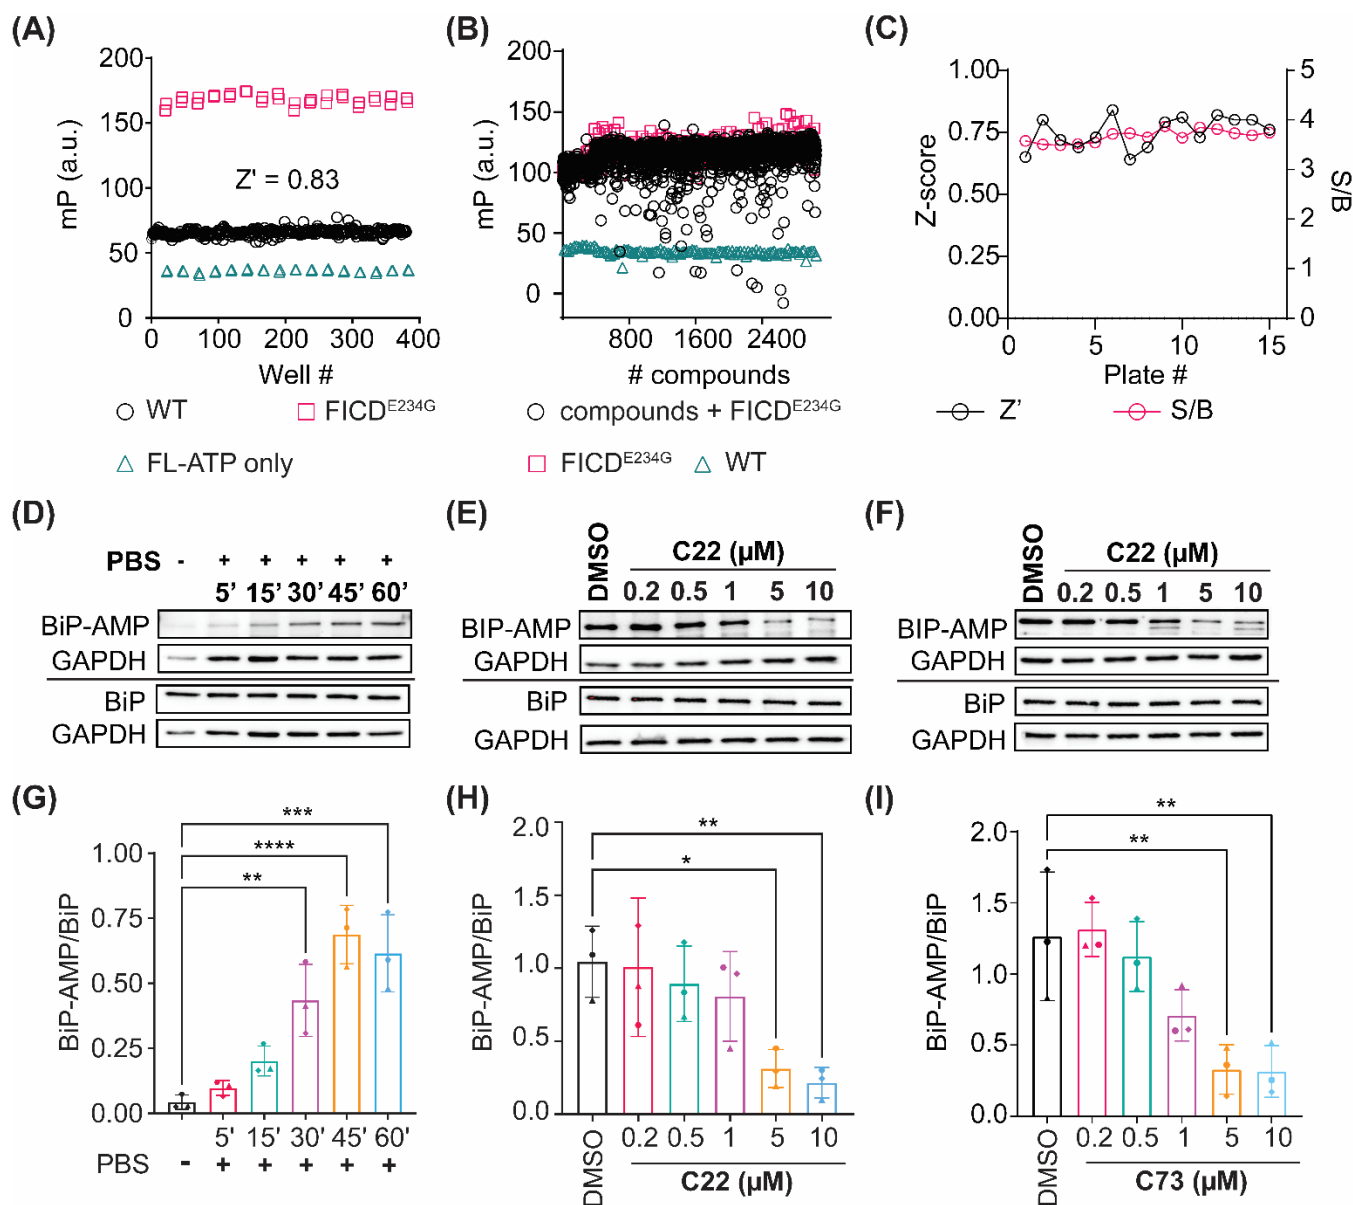 (A)
200
150
100
50
0
mP (a.u.)
Z' = 0.83
0 100 200 300 400
Well #
WT
FICD^E234G
FL-ATP only
(B)
200
150
100
50
0
mP (a.u.)
800 1600 2400
# compounds
compounds + FICD^E234G
FICD^E234G
WT
(C)
1.00
0.75
0.50
0.25
0.00
Z-score
5
4
3
2
1
0
S/B
0 5 10 15
Plate #
Z'
S/B
(D)
PBS - + + + + +
5’ 15’ 30’ 45’ 60’
BiP-AMP
GAPDH
BiP
GAPDH
(E)
DMSO
C22 (µM)
0.2 0.5 1 5 10
BIP-AMP
GAPDH
BiP
GAPDH
(F)
DMSO
C22 (µM)
0.2 0.5 1 5 10
BIP-AMP
GAPDH
BiP
GAPDH
(G)
***
****
**
1.00
0.75
0.50
0.25
0.00
BiP-AMP/BiP
5' 15' 30' 45' 60'
PBS - + + + + +
(H)
**
*
2.0
1.5
1.0
0.5
0.0
BiP-AMP/BiP
DMSO 0.2 0.5 1 5 10
C22 (µM)
(I)
**
**
2.0
1.5
1.0
0.5
0.0
BiP-AMP/BiP
DMSO 0.2 0.5 1 5 10
C73 (µM)